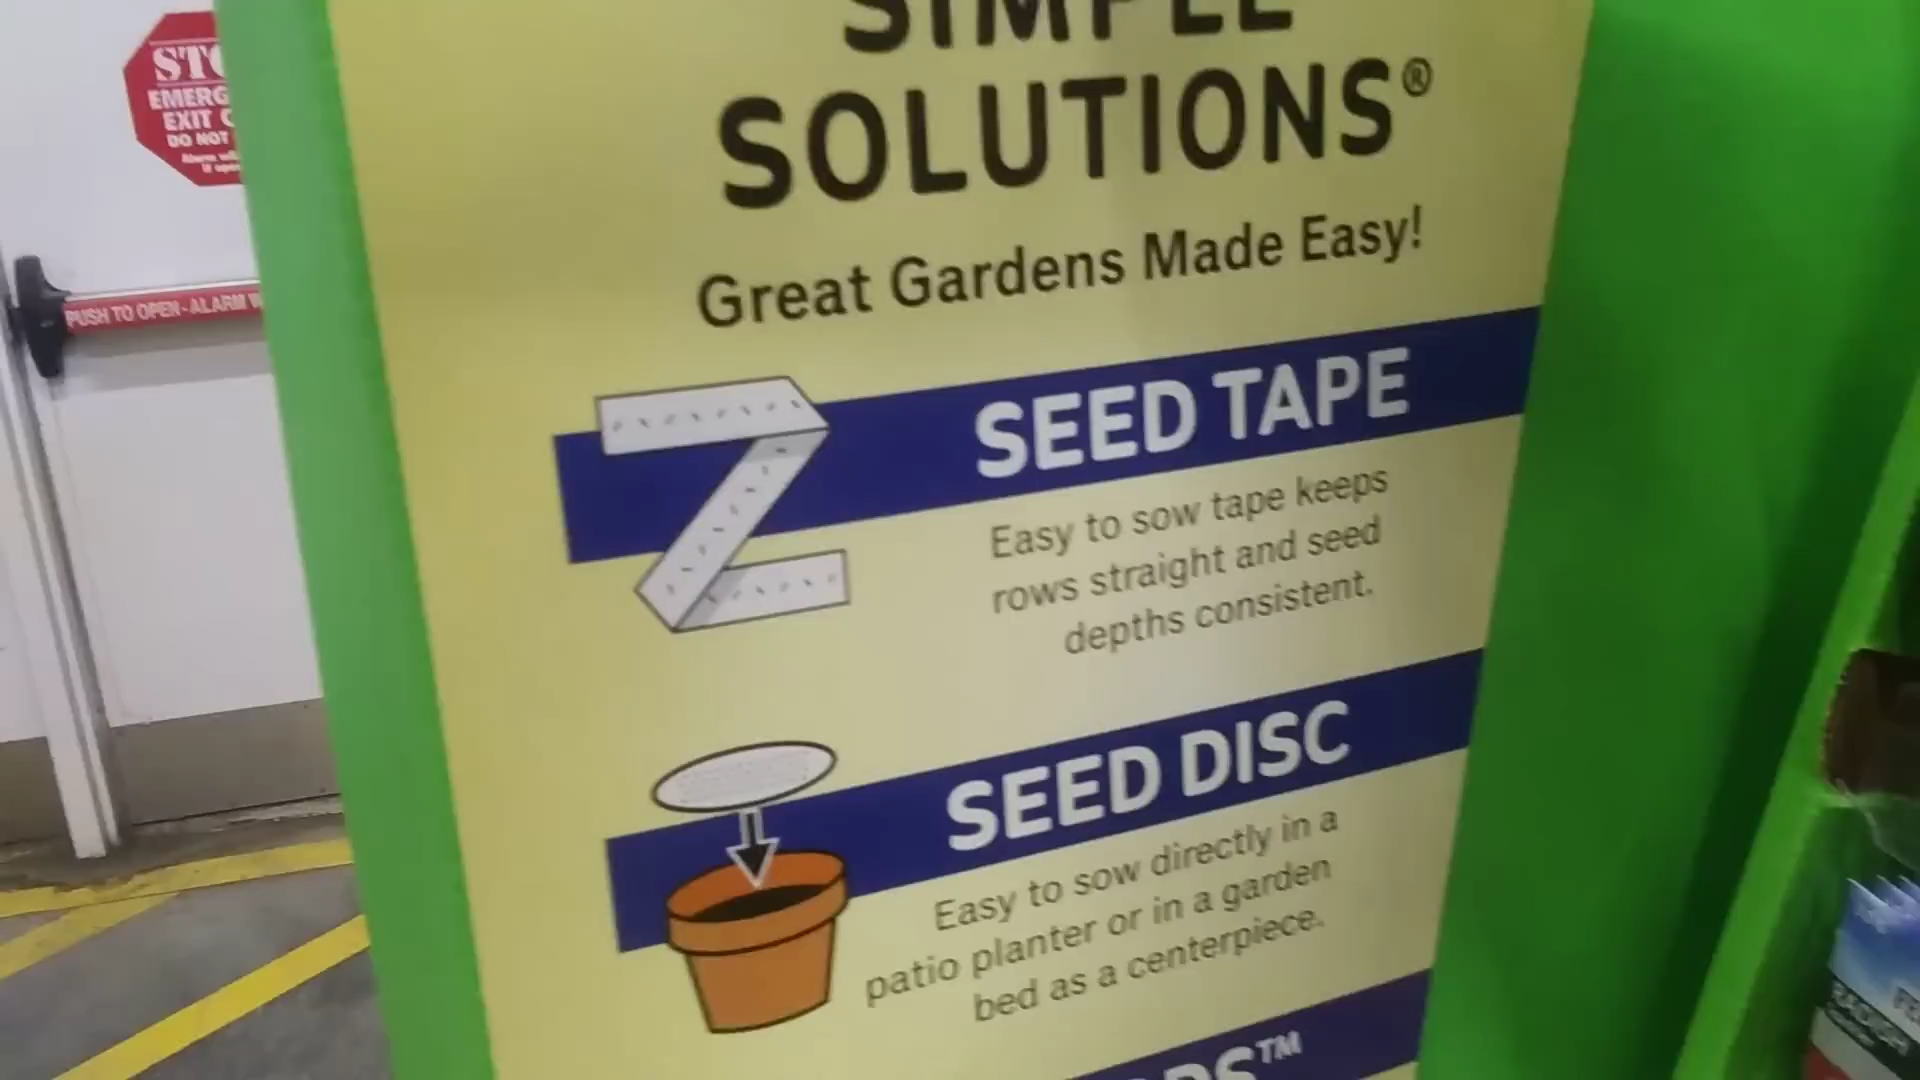 SIMPLE
SOLUTIONS®
Great Gardens Made Easy!
SEED TAPE
Easy to sow tape keeps
rows straight and seed
depths consistent.
SEED DISC
Easy to sow directly in a
patio planter or in a garden
bed as a centerpiece.
EMERG
EXIT
DO NOT
PUSH TO OPEN - ALARM
RADISH